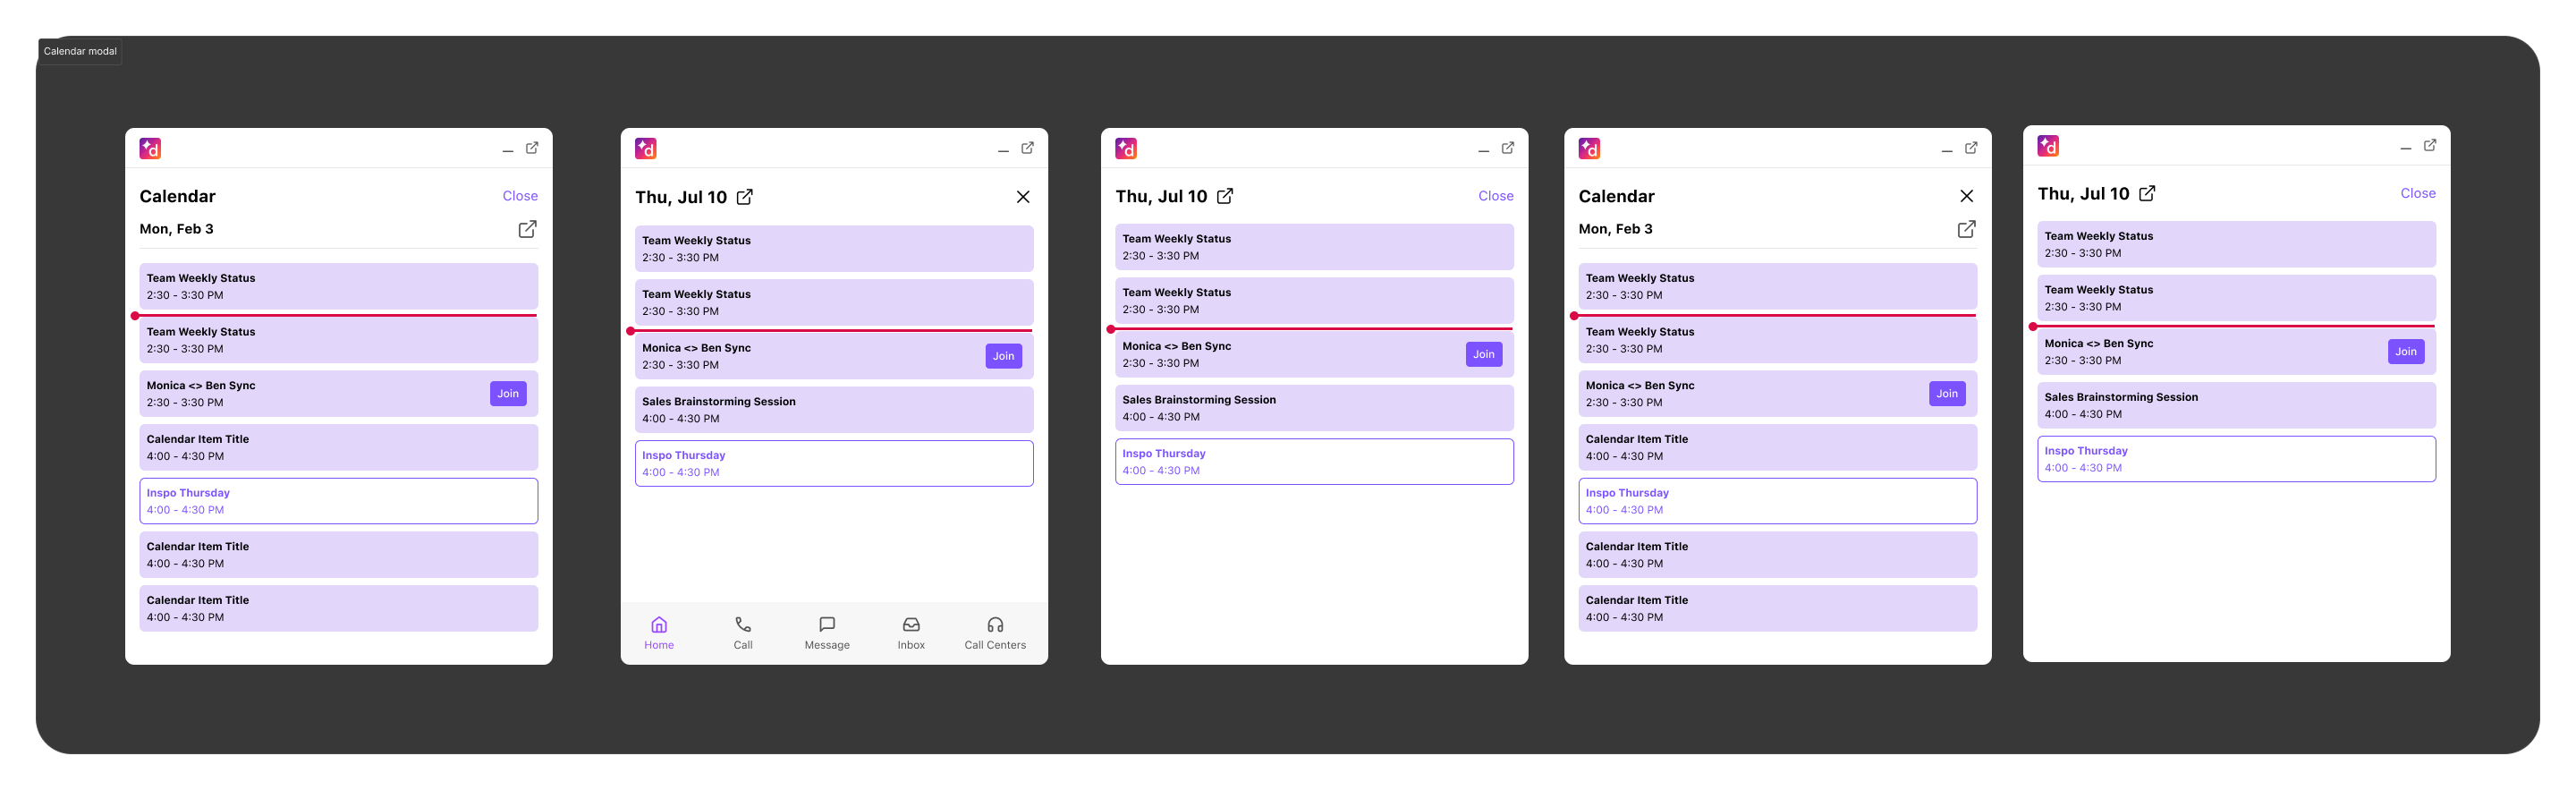 Calendar modal
d
Calendar
Close
Mon, Feb 3
Team Weekly Status
2:30 - 3:30 PM
Team Weekly Status
2:30 - 3:30 PM
Monica <> Ben Sync
2:30 - 3:30 PM
Join
Calendar Item Title
4:00 - 4:30 PM
Inspo Thursday
4:00 - 4:30 PM
Calendar Item Title
4:00 - 4:30 PM
Calendar Item Title
4:00 - 4:30 PM
d
Thu, Jul 10
Team Weekly Status
2:30 - 3:30 PM
Team Weekly Status
2:30 - 3:30 PM
Monica <> Ben Sync
2:30 - 3:30 PM
Join
Sales Brainstorming Session
4:00 - 4:30 PM
Inspo Thursday
4:00 - 4:30 PM
Home
Call
Message
Inbox
Call Centers
d
Thu, Jul 10
Close
Team Weekly Status
2:30 - 3:30 PM
Team Weekly Status
2:30 - 3:30 PM
Monica <> Ben Sync
2:30 - 3:30 PM
Join
Sales Brainstorming Session
4:00 - 4:30 PM
Inspo Thursday
4:00 - 4:30 PM
d
Calendar
Mon, Feb 3
Team Weekly Status
2:30 - 3:30 PM
Team Weekly Status
2:30 - 3:30 PM
Monica <> Ben Sync
2:30 - 3:30 PM
Join
Calendar Item Title
4:00 - 4:30 PM
Inspo Thursday
4:00 - 4:30 PM
Calendar Item Title
4:00 - 4:30 PM
Calendar Item Title
4:00 - 4:30 PM
d
Thu, Jul 10
Close
Team Weekly Status
2:30 - 3:30 PM
Team Weekly Status
2:30 - 3:30 PM
Monica <> Ben Sync
2:30 - 3:30 PM
Join
Sales Brainstorming Session
4:00 - 4:30 PM
Inspo Thursday
4:00 - 4:30 PM